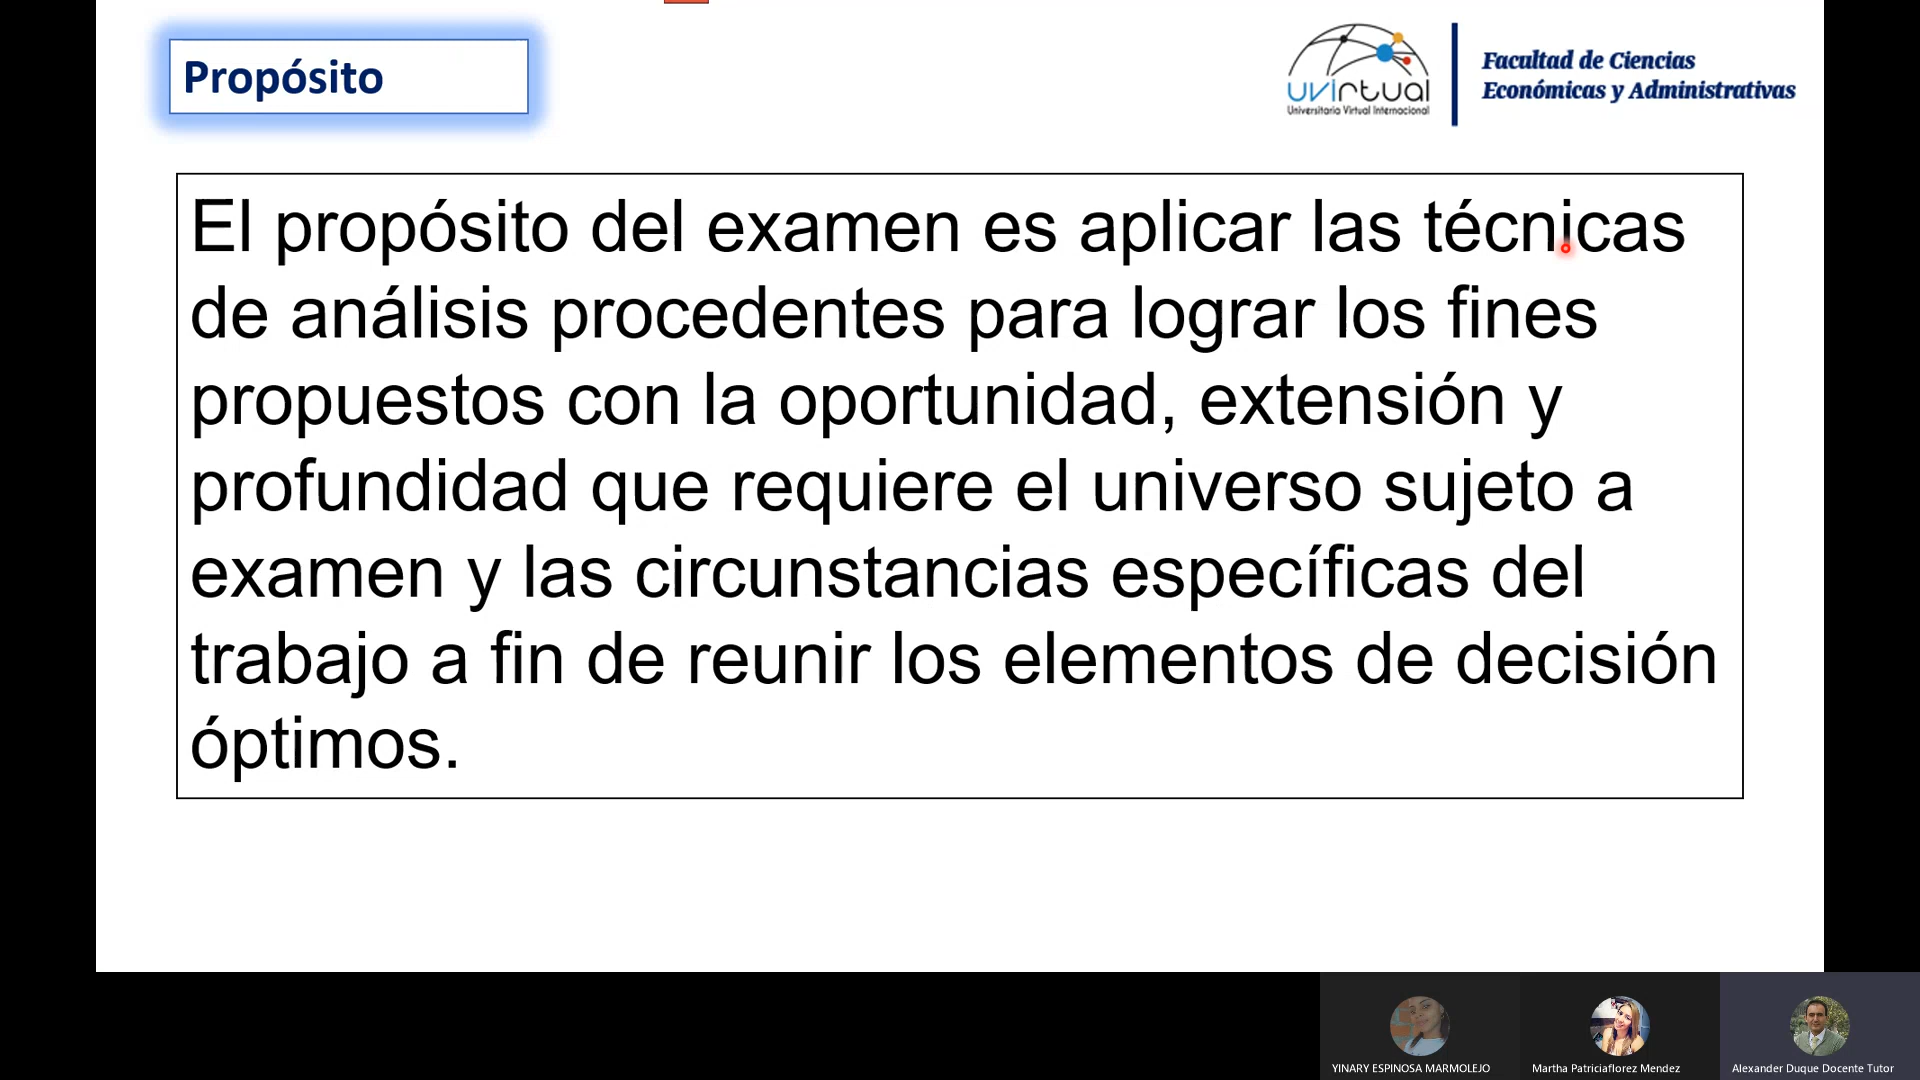 Propósito
uvirtual
Universitaria Virtual Internacional
Facultad de Ciencias
Económicas y Administrativas
El propósito del examen es aplicar las técnicas
de análisis procedentes para lograr los fines
propuestos con la oportunidad, extensión y
profundidad que requiere el universo sujeto a
examen y las circunstancias específicas del
trabajo a fin de reunir los elementos de decisión
óptimos.
YINARY ESPINOSA MARMOLEJO
Martha Patriciaflorez Mendez
Alexander Duque Docente Tutor